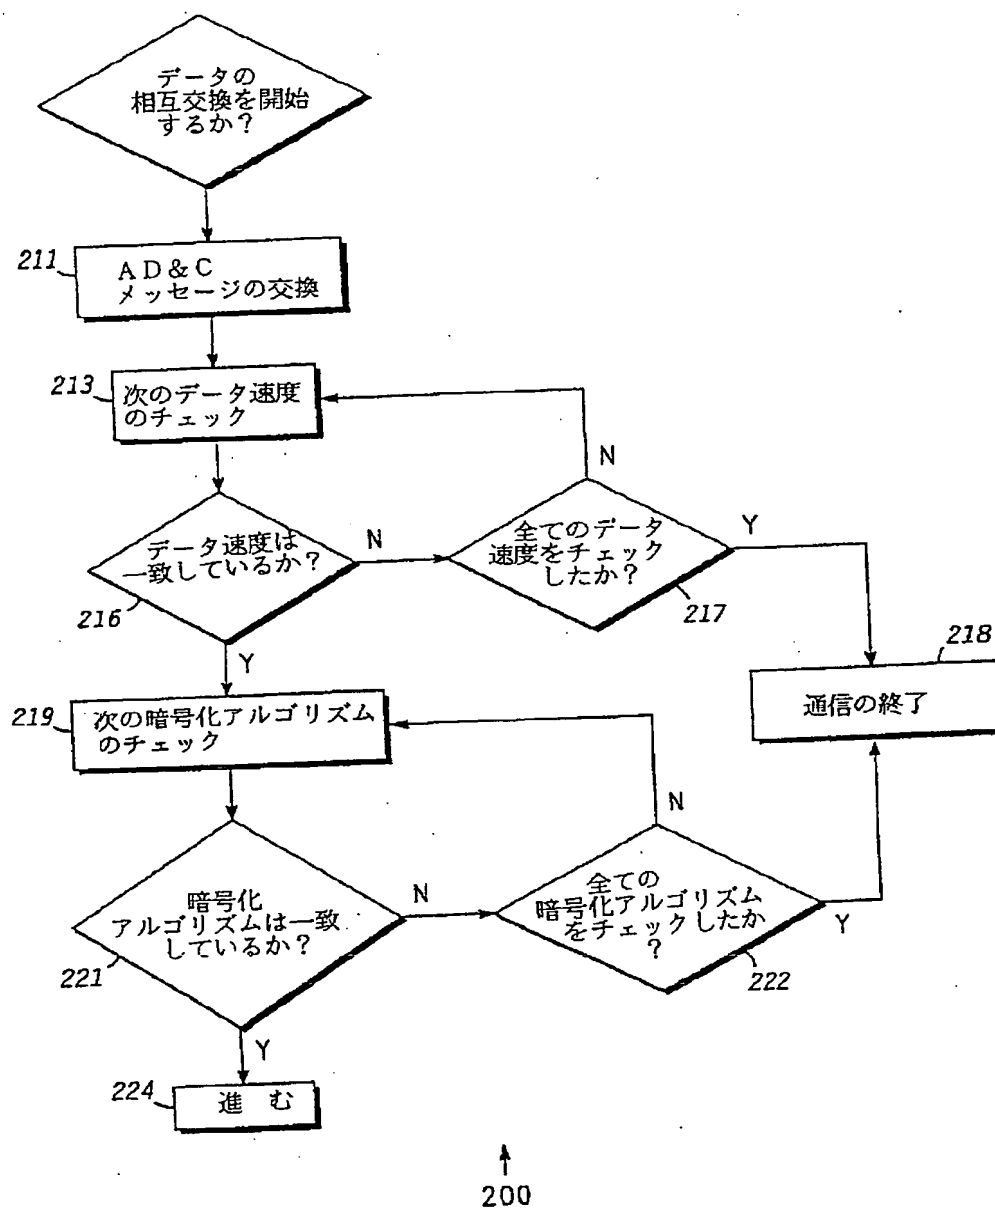 データの
相互交換を開始
するか？
211
ＡＤ＆Ｃ
メッセージの交換
213
次のデータ速度
のチェック
N
データ速度は
一致しているか？
N
216
全てのデータ
速度をチェック
したか？
Y
217
218
通信の終了
Y
219
次の暗号化アルゴリズム
のチェック
N
暗号化
アルゴリズムは一致
しているか？
N
221
全ての
暗号化アルゴリズム
をチェックしたか
？
Y
222
Y
224
進 む
200